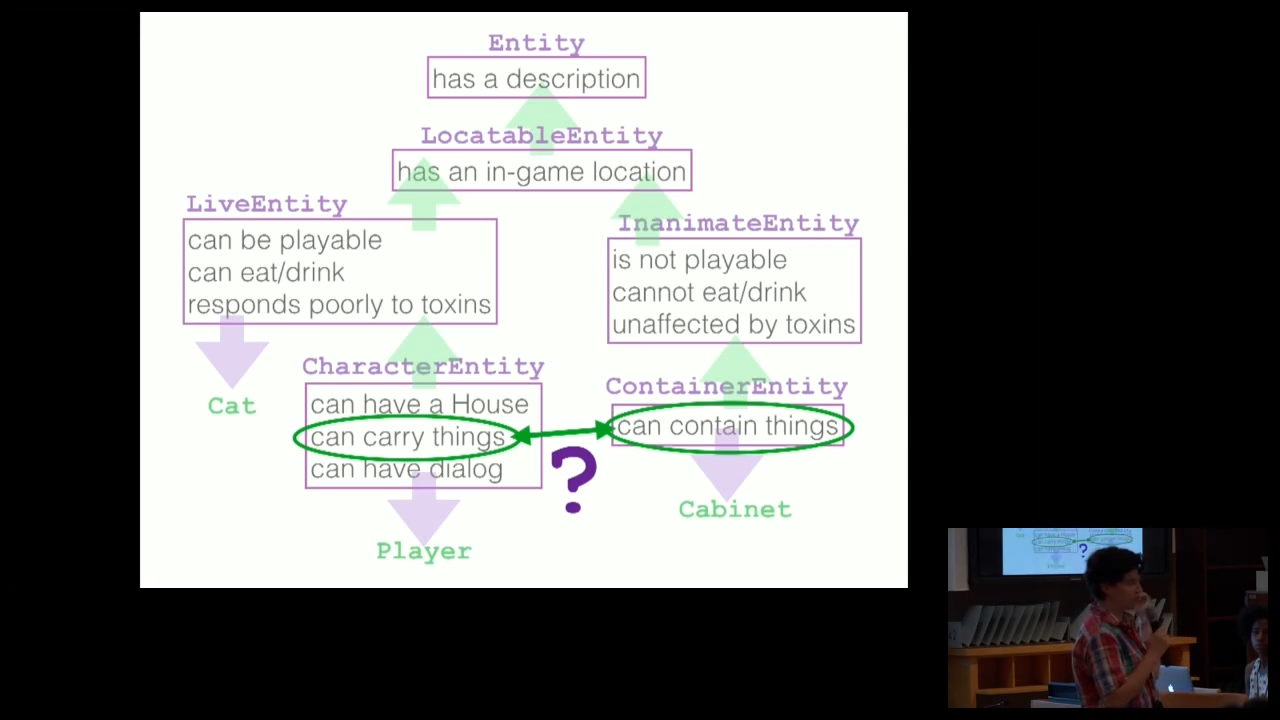 Entity
has a description
LocatableEntity
has an in-game location
LiveEntity
can be playable
can eat/drink
responds poorly to toxins
InanimateEntity
is not playable
cannot eat/drink
unaffected by toxins
CharacterEntity
can have a House
can carry things
can have dialog
ContainerEntity
can contain things
?
Cat
Cabinet
Player